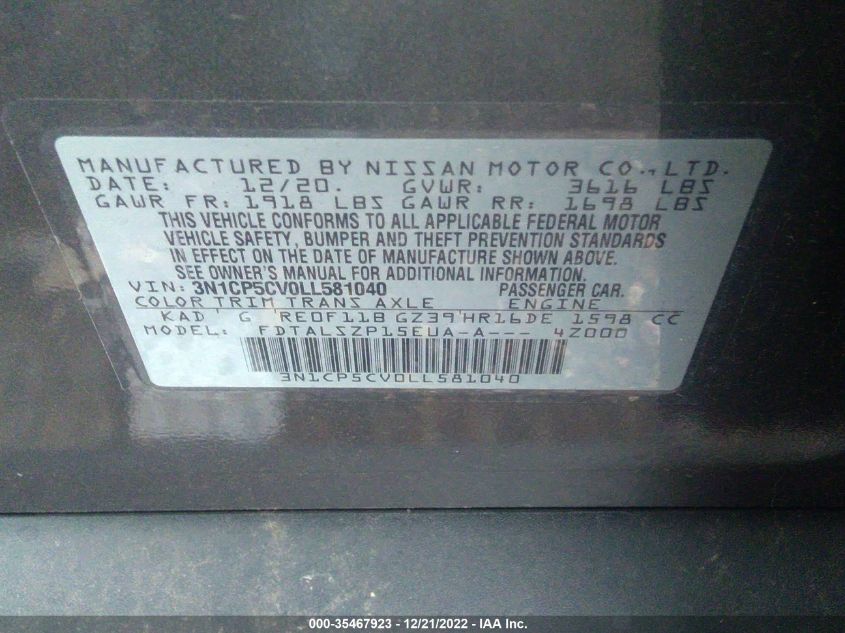 MANUFACTURED BY NISSAN MOTOR CO., LTD.
DATE: 12/20. GVWR: 3616 LBS
GAWR FR: 1918 LBS GAWR RR: 1698 LBS
THIS VEHICLE CONFORMS TO ALL APPLICABLE FEDERAL MOTOR
VEHICLE SAFETY, BUMPER AND THEFT PREVENTION STANDARDS
IN EFFECT ON THE DATE OF MANUFACTURE SHOWN ABOVE.
SEE OWNER'S MANUAL FOR ADDITIONAL INFORMATION
VIN: 3N1CP5CV0LL581040 PASSENGER CAR.
COLOR TRIM TRANS AXLE ENGINE
KAD G RE0F11B GZ39 HR16DE 1598 CC
MODEL: FDTALSZP15EUA-A--- 4Z000
3N1CP5CV0LL581040
000-35467923 - 12/21/2022 - IAA Inc.